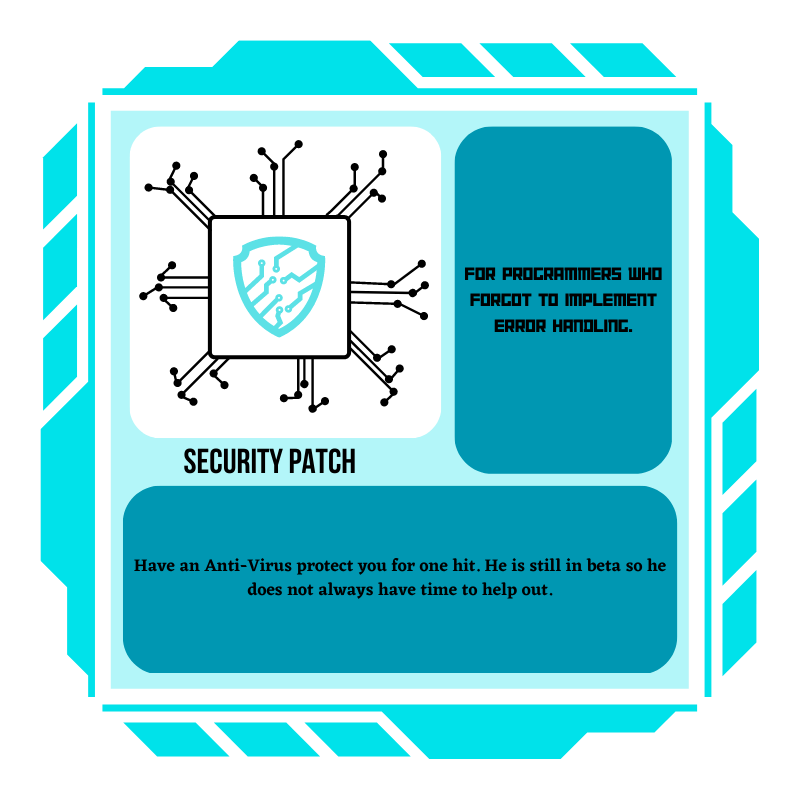 FOR PROGRAMMERS WHO
FORGOT TO IMPLEMENT
ERROR HANDLING.
SECURITY PATCH
Have an Anti-Virus protect you for one hit. He is still in beta so he
does not always have time to help out.